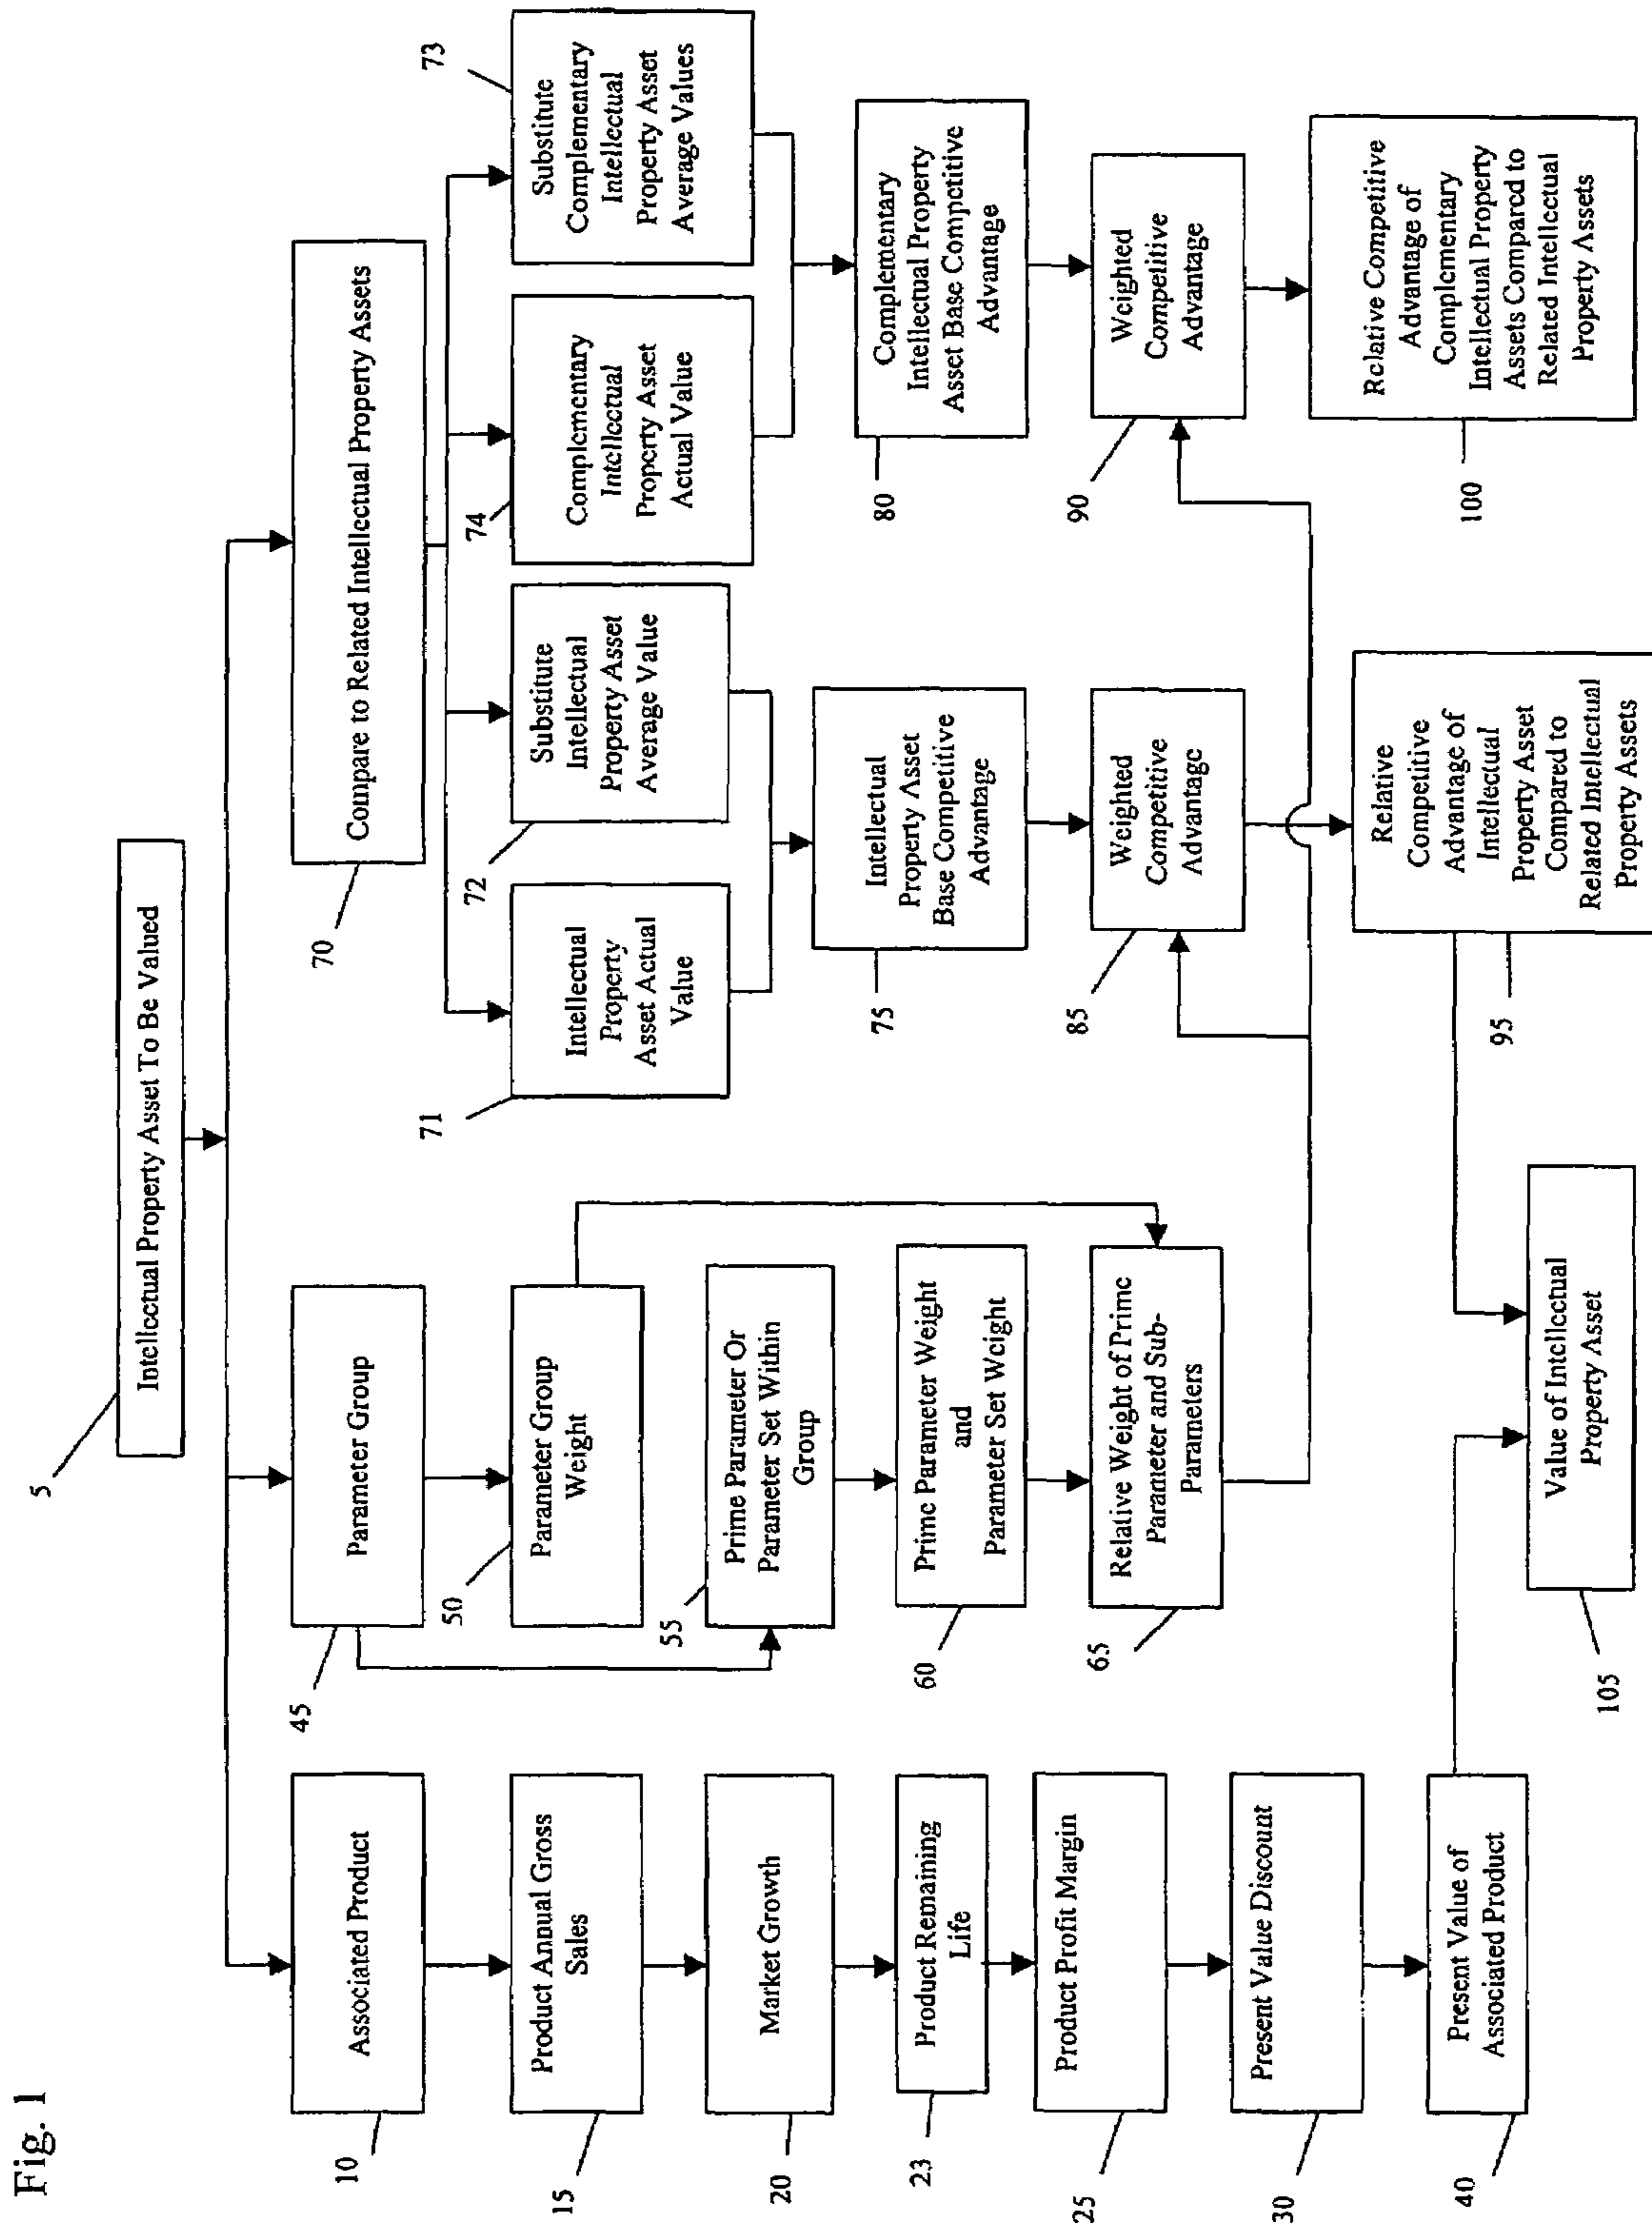 Fig. 1
5
Intellectual Property Asset To Be Valued
10
Associated Product
15
Product Annual Gross
Sales
20
Market Growth
23
Product Remaining
Life
25
Product Profit Margin
30
Present Value Discount
40
Present Value of
Associated Product
45
Parameter Group
50
Parameter Group
Weight
55
Prime Parameter Or
Parameter Set Within
Group
60
Prime Parameter Weight
and
Parameter Set Weight
65
Relative Weight of Prime
Parameter and Sub-
Parameters
70
Compare to Related Intellectual Property Assets
71
Intellectual
Property
Asset Actual
Value
72
Substitute
Intellectual
Property Asset
Average Value
74
Complementary
Intellectual
Property Asset
Actual Value
73
Substitute
Complementary
Intellectual
Property Asset
Average Values
75
Intellectual
Property Asset
Base Competitive
Advantage
80
Complementary
Intellectual Property
Asset Base Competitive
Advantage
85
Weighted
Competitive
Advantage
90
Weighted
Competitive
Advantage
95
Relative
Competitive
Advantage of
Intellectual
Property Asset
Compared to
Related Intellectual
Property Assets
100
Relative Competitive
Advantage of
Complementary
Intellectual Property
Assets Compared to
Related Intellectual
Property Assets
105
Value of Intellectual
Property Asset